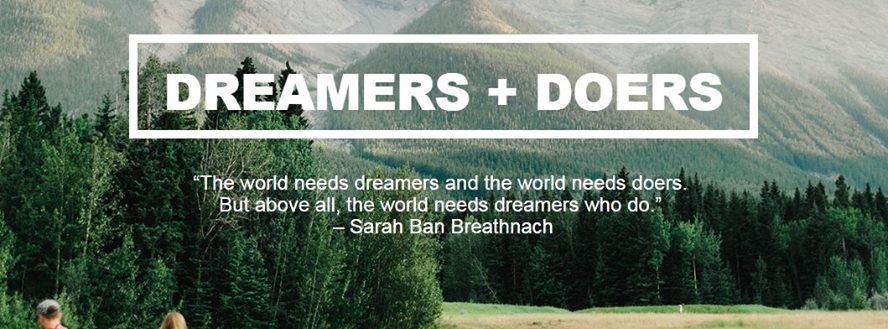 DREAMERS + DOERS
“The world needs dreamers and the world needs doers.
But above all, the world needs dreamers who do.”
– Sarah Ban Breathnach